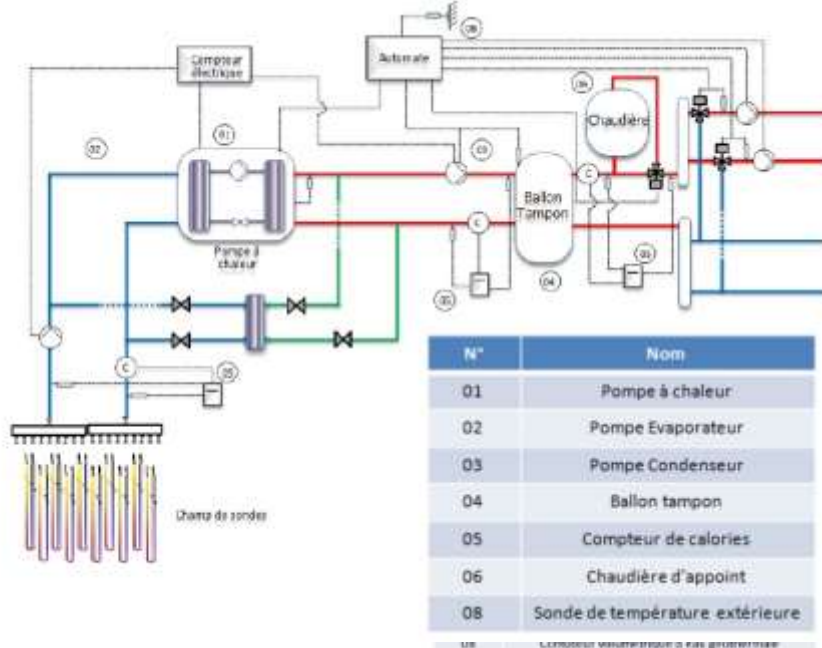 08
Compteur
électrique
Automate
06
Chaudière
01
02
03
C
Ballon
Tampon
Pompe à
chaleur
C
05
04
05
C
05
Champ de sondes
N° Nom
01 Pompe à chaleur
02 Pompe Evaporateur
03 Pompe Condenseur
04 Ballon tampon
05 Compteur de calories
06 Chaudière d'appoint
08 Sonde de température extérieure